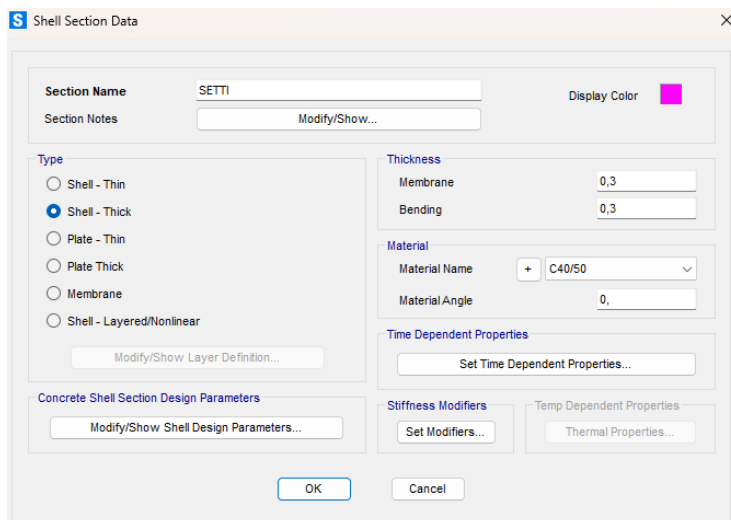 S Shell Section Data
Section Name SETTI Display Color
Section Notes Modify/Show...
Type
Shell - Thin
Shell - Thick
Plate - Thin
Plate Thick
Membrane
Shell - Layered/Nonlinear
Modify/Show Layer Definition...
Concrete Shell Section Design Parameters
Modify/Show Shell Design Parameters...
Thickness
Membrane 0,3
Bending 0,3
Material
Material Name + C40/50
Material Angle 0,
Time Dependent Properties
Set Time Dependent Properties...
Stiffness Modifiers
Set Modifiers...
Temp Dependent Properties
Thermal Properties...
OK Cancel